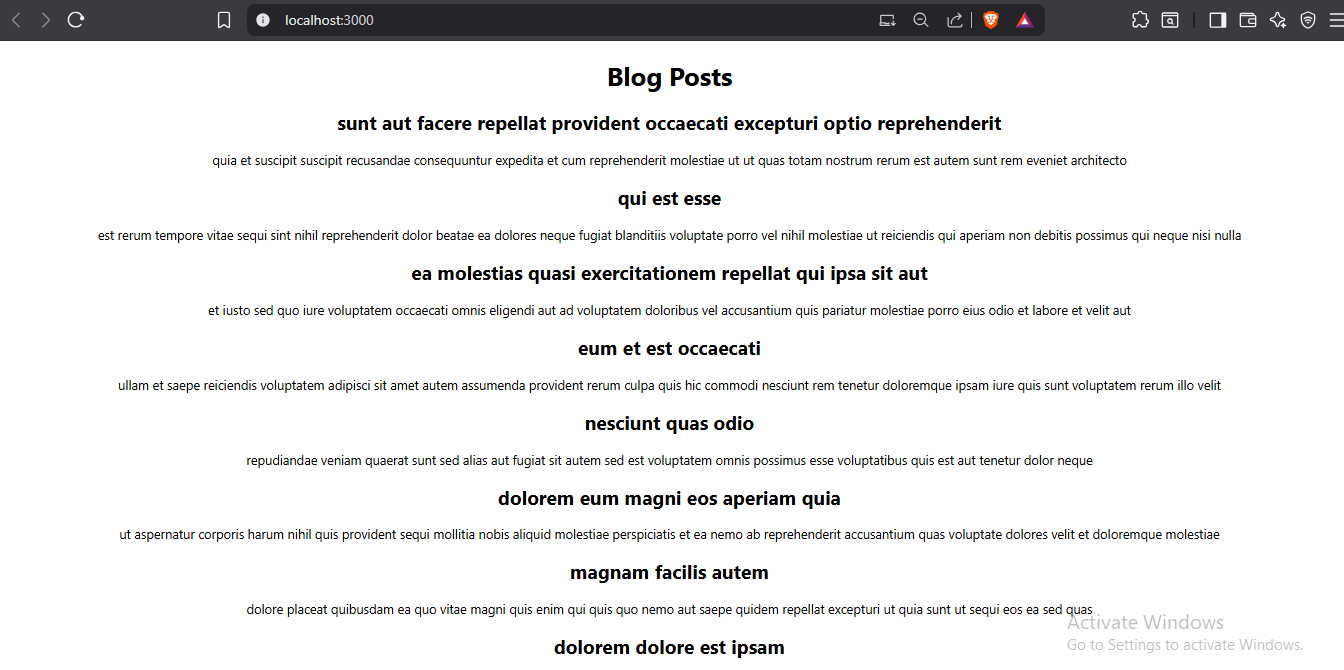 localhost:3000
Blog Posts
sunt aut facere repellat provident occaecati excepturi optio reprehenderit
quia et suscipit suscipit recusandae consequuntur expedita et cum reprehenderit molestiae ut ut quas totam nostrum rerum est autem sunt rem eveniet architecto
qui est esse
est rerum tempore vitae sequi sint nihil reprehenderit dolor beatae ea dolores neque fugiat blanditiis voluptate porro vel nihil molestiae ut reiciendis qui aperiam non debitis possimus qui neque nisi nulla
ea molestias quasi exercitationem repellat qui ipsa sit aut
et iusto sed quo iure voluptatem occaecati omnis eligendi aut ad voluptatem doloribus vel accusantium quis pariatur molestiae porro eius odio et labore et velit aut
eum et est occaecati
ullam et saepe reiciendis voluptatem adipisci sit amet autem assumenda provident rerum culpa quis hic commodi nesciunt rem tenetur doloremque ipsam iure quis sunt voluptatem rerum illo velit
nesciunt quas odio
repudiandae veniam quaerat sunt sed alias aut fugiat sit autem sed est voluptatem omnis possimus esse voluptatibus quis est aut tenetur dolor neque
dolorem eum magni eos aperiam quia
ut aspernatur corporis harum nihil quis provident sequi mollitia nobis aliquid molestiae perspiciatis et ea nemo ab reprehenderit accusantium quas voluptate dolores velit et doloremque molestiae
magnam facilis autem
dolore placeat quibusdam ea quo vitae magni quis enim qui quis quo nemo aut saepe quidem repellat excepturi ut quia sunt ut sequi eos ea sed quas
dolorem dolore est ipsam
Activate Windows
Go to Settings to activate Windows.